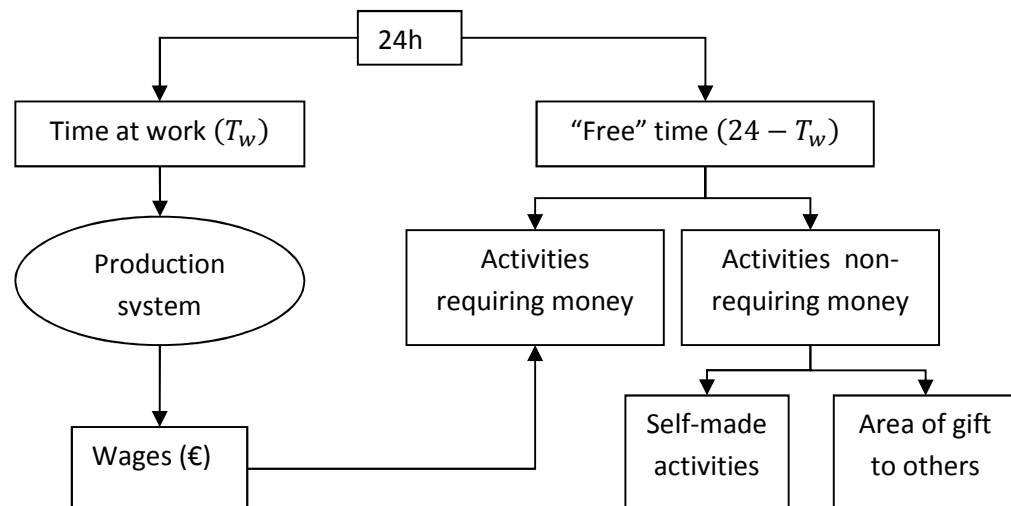 24h
Time at work (T_w)
“Free” time (24 − T_w)
Production
system
Activities
requiring money
Activities non-
requiring money
Wages (€)
Self-made
activities
Area of gift
to others